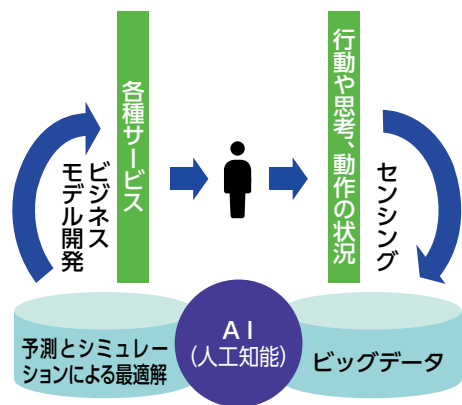 各種サービス
行動や思考、動作の状況
ビジネス
モデル開発
センシング
予測とシミュレー
ションによる最適解
AI
(人工知能)
ビッグデータ